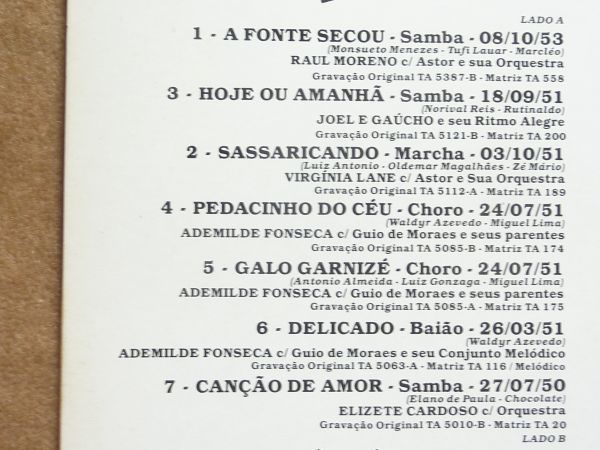 LADO A
1 - A FONTE SECOU - Samba - 08/10/53
(Monsueto Menezes - Tufi Lauar - Marcléo)
RAUL MORENO c/ Astor e sua Orquestra
Gravação Original TA 5387-B - Matriz TA 558
3 - HOJE OU AMANHÃ - Samba - 18/09/51
(Norival Reis - Rutinaldo)
JOEL E GAÚCHO e seu Ritmo Alegre
Gravação Original TA 5121-B - Matriz TA 200
2 - SASSARICANDO - Marcha - 03/10/51
(Luiz Antonio - Oldemar Magalhães - Zé Mário)
VIRGÍNIA LANE c/ Astor e Sua Orquestra
Gravação Original TA 5112-A - Matriz TA 189
4 - PEDACINHO DO CÉU - Choro - 24/07/51
(Waldyr Azevedo - Miguel Lima)
ADEMILDE FONSECA c/ Guio de Moraes e seus parentes
Gravação Original TA 5085-B - Matriz TA 174
5 - GALO GARNIZÉ - Choro - 24/07/51
(Antonio Almeida - Luiz Gonzaga - Miguel Lima)
ADEMILDE FONSECA c/ Guio de Moraes e seus parentes
Gravação Original TA 5085-A - Matriz TA 175
6 - DELICADO - Baião - 26/03/51
(Waldyr Azevedo)
ADEMILDE FONSECA c/ Guio de Moraes e seu Conjunto Melódico
Gravação Original TA 5063-A - Matriz TA 116 / Melódico
7 - CANÇÃO DE AMOR - Samba - 27/07/50
(Elano de Paula - Chocolate)
ELIZETE CARDOSO c/ Orquestra
Gravação Original TA 5010-B - Matriz TA 20
LADO B